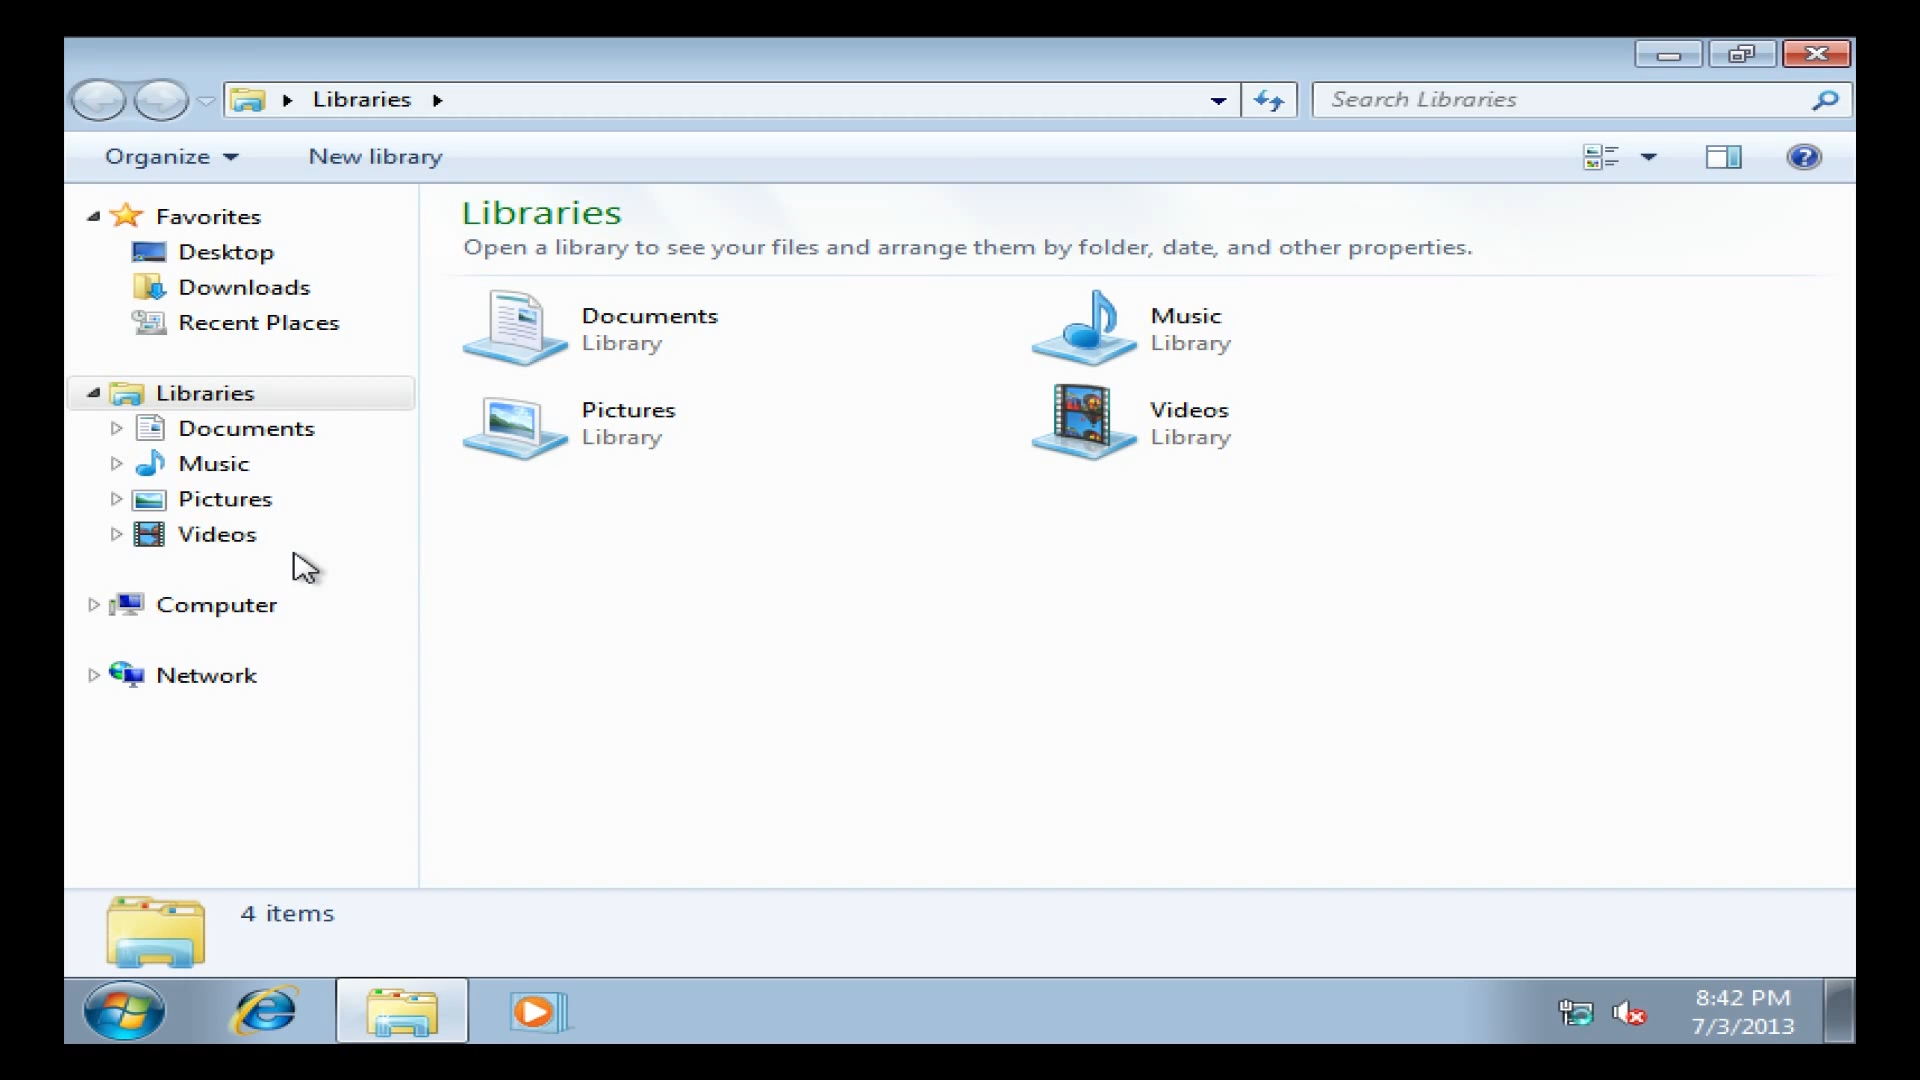 Libraries
Search Libraries
Organize
New library
Favorites
Desktop
Downloads
Recent Places
Libraries
Documents
Music
Pictures
Videos
Computer
Network
Libraries
Open a library to see your files and arrange them by folder, date, and other properties.
Documents
Library
Music
Library
Pictures
Library
Videos
Library
4 items
8:42 PM
7/3/2013